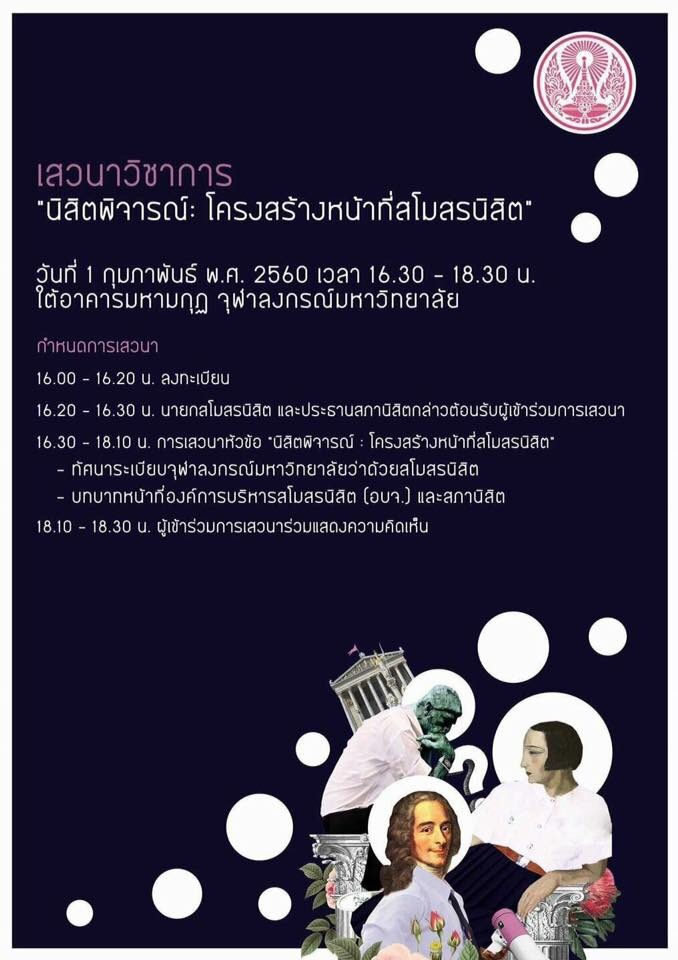 เสวนาวิชาการ
"นิสิตพิจารณ์: โครงสร้างหน้าที่สโมสรนิสิต"
วันที่ 1 กุมภาพันธ์ พ.ศ. 2560 เวลา 16.30 - 18.30 น.
ใต้อาคารมหามกุฏ จุฬาลงกรณ์มหาวิทยาลัย
กำหนดการเสวนา
16.00 - 16.20 น. ลงทะเบียน
16.20 - 16.30 น. นายกสโมสรนิสิต และประธานสภานิสิตกล่าวต้อนรับผู้เข้าร่วมการเสวนา
16.30 - 18.10 น. การเสวนาหัวข้อ "นิสิตพิจารณ์ : โครงสร้างหน้าที่สโมสรนิสิต"
- ทัศนาระเบียบจุฬาลงกรณ์มหาวิทยาลัยว่าด้วยสโมสรนิสิต
- บทบาทหน้าที่องค์การบริหารสโมสรนิสิต (อบจ.) และสภานิสิต
18.10 - 18.30 น. ผู้เข้าร่วมการเสวนาร่วมแสดงความคิดเห็น